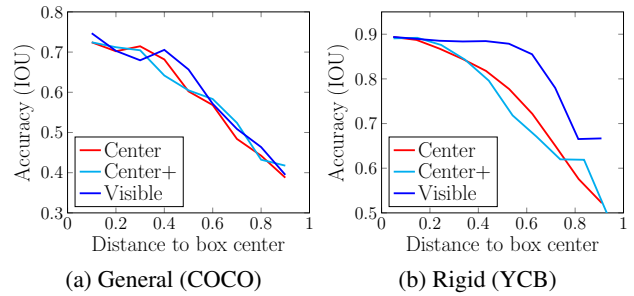 0.8
0.7
0.6
0.5
0.4
0.3
Accuracy (IOU)
Center
Center+
Visible
0 0.2 0.4 0.6 0.8 1
Distance to box center
(a) General (COCO)
1
0.9
0.8
0.7
0.6
0.5
Accuracy (IOU)
Center
Center+
Visible
0 0.2 0.4 0.6 0.8 1
Distance to box center
(b) Rigid (YCB)